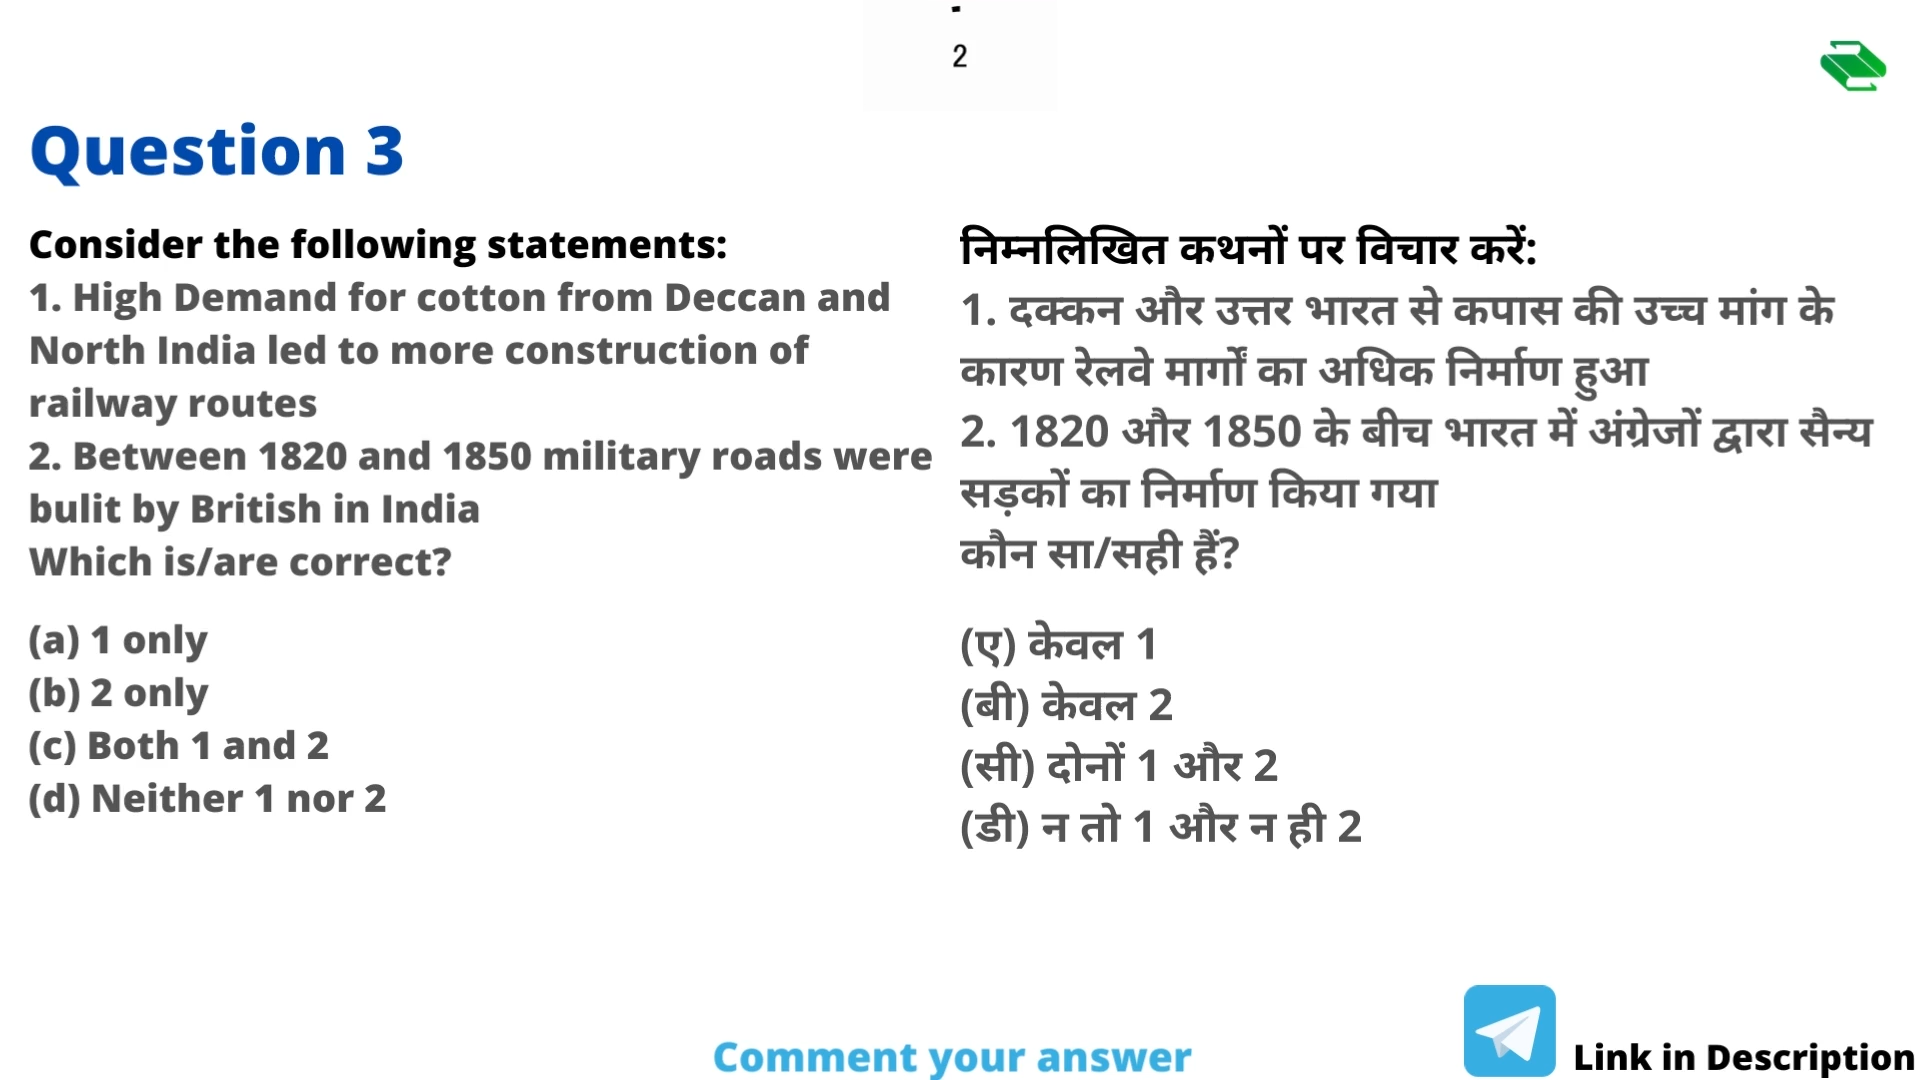 2
Question 3
Consider the following statements:
1. High Demand for cotton from Deccan and
North India led to more construction of
railway routes
2. Between 1820 and 1850 military roads were
bulit by British in India
Which is/are correct?
(a) 1 only
(b) 2 only
(c) Both 1 and 2
(d) Neither 1 nor 2
निम्नलिखित कथनों पर विचार करें:
1. दक्कन और उत्तर भारत से कपास की उच्च मांग के
कारण रेलवे मार्गों का अधिक निर्माण हुआ
2. 1820 और 1850 के बीच भारत में अंग्रेजों द्वारा सैन्य
सड़कों का निर्माण किया गया
कौन सा/सही हैं?
(ए) केवल 1
(बी) केवल 2
(सी) दोनों 1 और 2
(डी) न तो 1 और न ही 2
Comment your answer
Link in Description